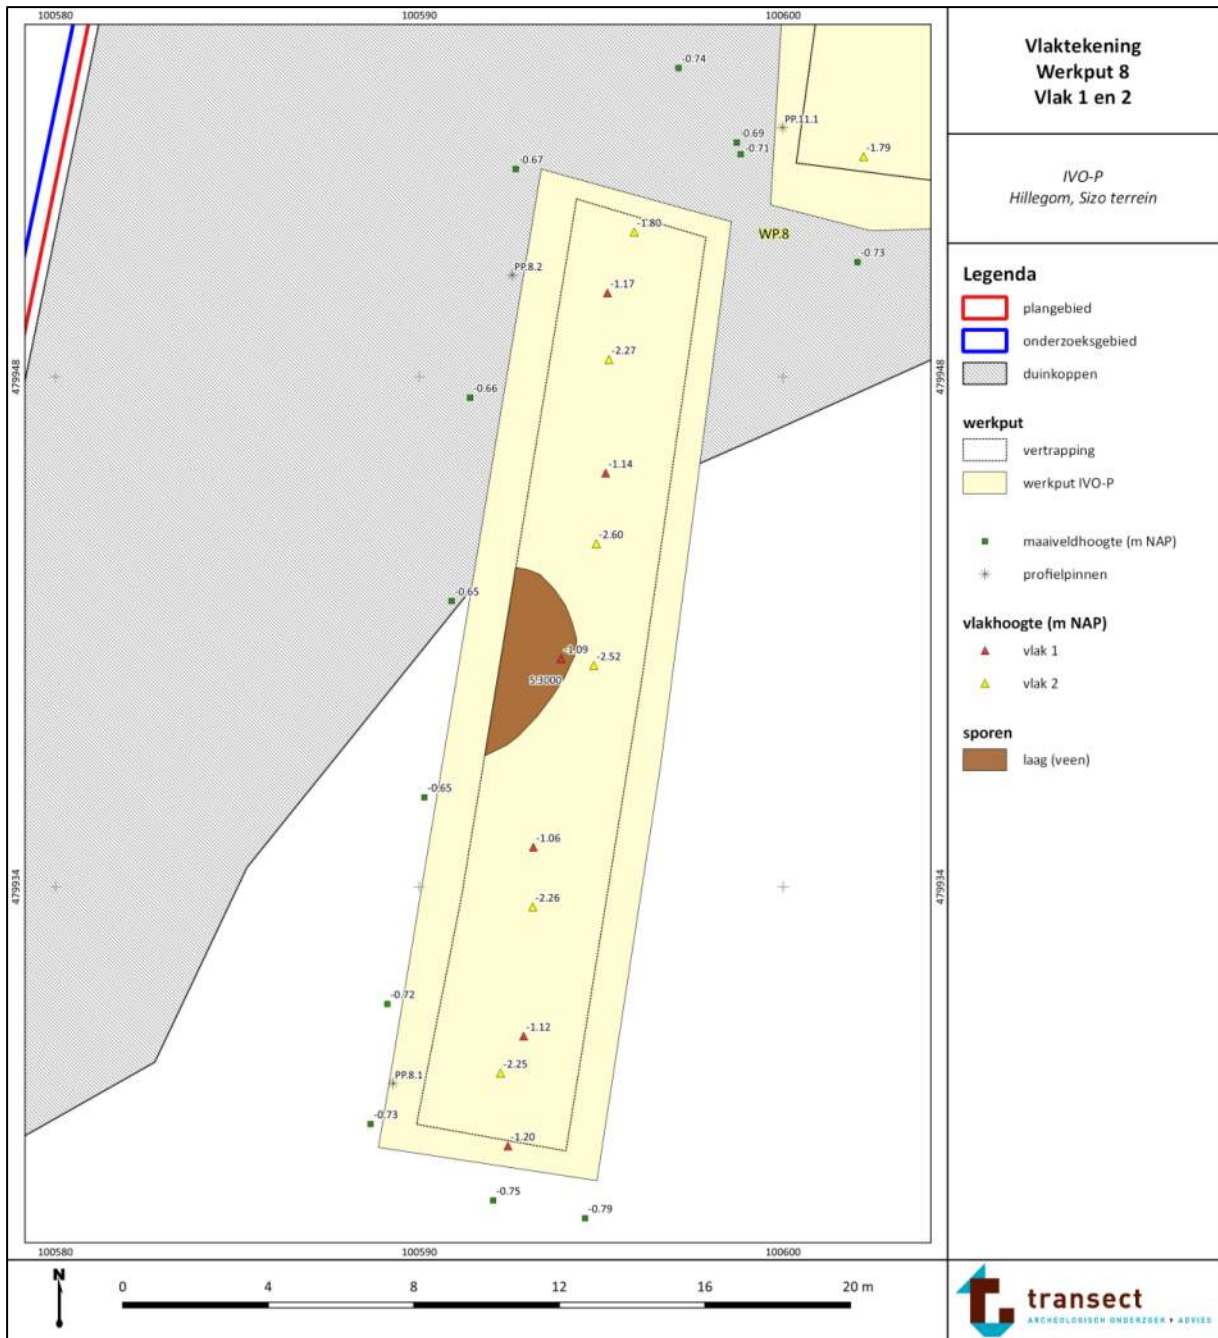 100580
100590
100600
-0.74
-0.69
-0.71
PP.11.1
-1.79
-0.67
-1.80
WP.8
-0.73
PP.8.2
-1.17
-2.27
479948
479948
-0.66
-1.14
-2.60
-0.65
-1.09
-2.52
S.3000
-0.65
-1.06
479934
479934
-2.26
-0.72
-1.12
-2.25
PP.8.1
-0.73
-1.20
-0.75
-0.79
100580
100590
100600
N
0 4 8 12 16 20 m
Vlaktekening
Werkput 8
Vlak 1 en 2
IVO-P
Hillegom, Sizo terrein
Legenda
plangebied
onderzoeksgebied
duinkoppen
werkput
vertrapping
werkput IVO-P
maaiveldhoogte (m NAP)
profielpinnen
vlakhoogte (m NAP)
vlak 1
vlak 2
sporen
laag (veen)
transect
ARCHEOLOGISCH ONDERZOEK ADVIES